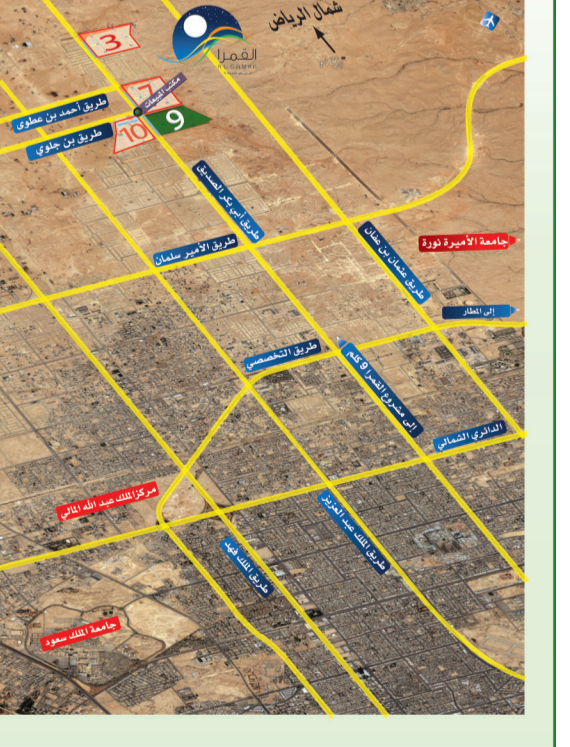 شمال الرياض
القمرا
AL GAMRA
3
7
مكتب المبيعات
9
10
طريق أحمد بن عطوى
طريق بن جلوي
طريق أبي بكر الصديق
طريق الأمير سلمان
طريق عثمان بن عفان
جامعة الأميرة نورة
إلى المطار
طريق التخصصي
إلى مشروع القمرا 9 كلم
الدائري الشمالي
مركز الملك عبد الله المالي
طريق الملك عبد العزيز
طريق الملك فهد
جامعة الملك سعود